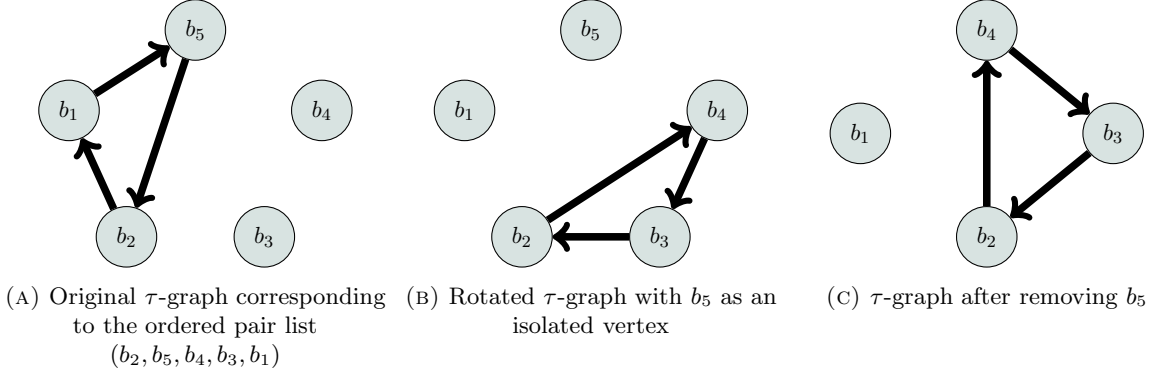 b₅
b₁
b₄
b₂
b₃
b₅
b₁
b₄
b₂
b₃
b₄
b₁
b₃
b₂
(A) Original τ-graph corresponding
to the ordered pair list
(b₂, b₅, b₄, b₃, b₁)
(B) Rotated τ-graph with b₅ as an
isolated vertex
(C) τ-graph after removing b₅